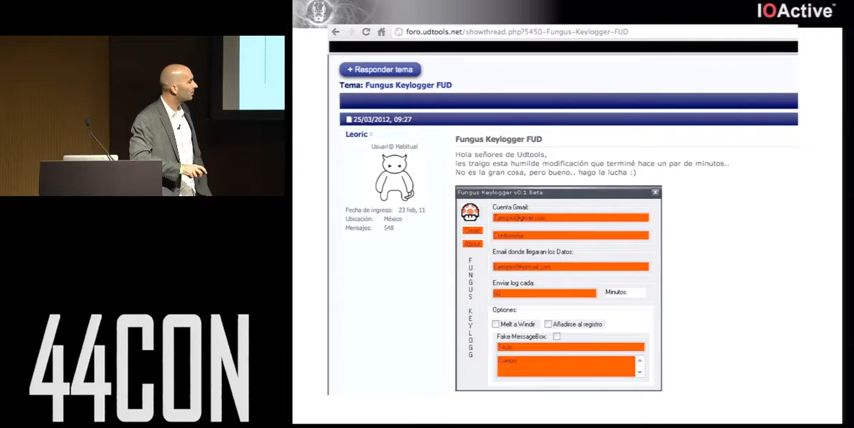 IOActive™
foro.udtools.net/showthread.php?5450-Fungus-Keylogger-FUD
+ Responder tema
Tema: Fungus Keylogger FUD
25/03/2012, 09:27
Leoric
Usuari@ Habitual
Fecha de ingreso: 23 feb, 11
Ubicación: México
Mensajes: 548
Fungus Keylogger FUD
Hola señores de Udtools,
les traigo esta humilde modificación que terminé hace un par de minutos..
No es la gran cosa, pero bueno.. hago la lucha :)
Fungus Keylogger v0.1 Beta
Cuenta Gmail:
Email donde llegaran los Datos:
Enviar log cada:
Minutos
Optiones:
Melt a Windir
Añadirse al registro
Fake MessageBox:
FUNGUS
KEYLOGG
44CON